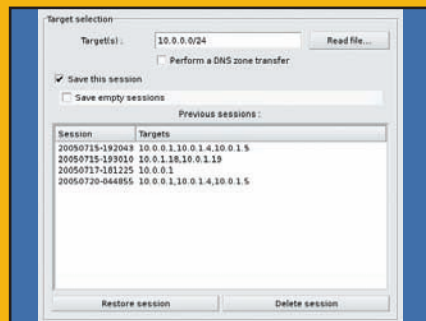 Target selection
Target(s) : 10.0.0.0/24 Read file...
Perform a DNS zone transfer
Save this session
Save empty sessions
Previous sessions :
Session Targets
20050715-192043 10.0.0.1,10.0.1.4,10.0.1.5
20050715-193010 10.0.1.18,10.0.1.19
20050717-181225 10.0.0.1
20050720-044855 10.0.0.1,10.0.1.4,10.0.1.5
Restore session Delete session